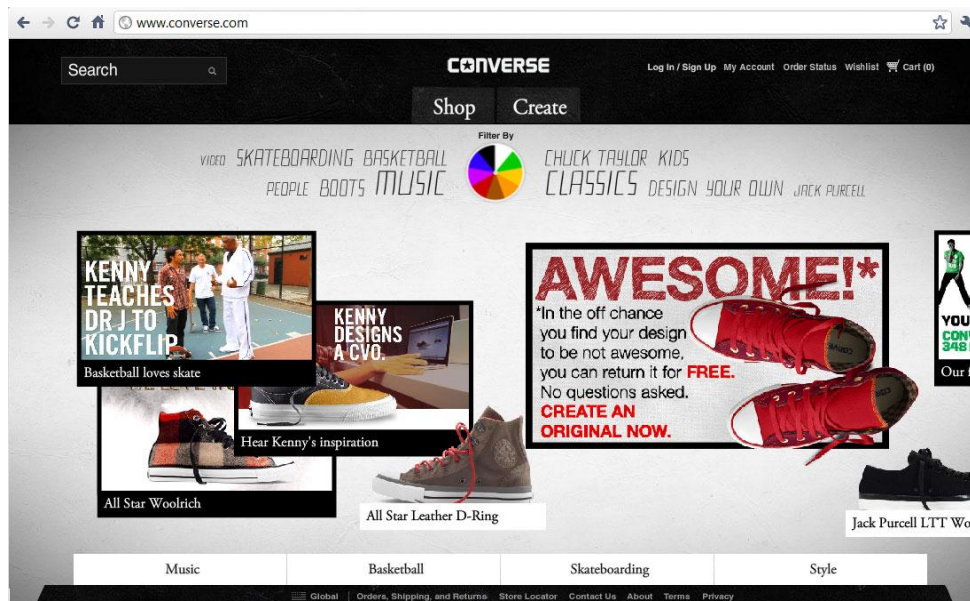 www.converse.com
Search
CONVERSE
Log In / Sign Up My Account Order Status Wishlist Cart (0)
Shop Create
Filter By
VIDEO SKATEBOARDING BASKETBALL
PEOPLE BOOTS MUSIC
CHUCK TAYLOR KIDS
CLASSICS DESIGN YOUR OWN JACK PURCELL
KENNY
TEACHES
DR J TO
KICKFLIP
Basketball loves skate
KENNY
DESIGNS
A CVO.
Hear Kenny's inspiration
All Star Woolrich
All Star Leather D-Ring
AWESOME!*
*In the off chance
you find your design
to be not awesome,
you can return it for FREE.
No questions asked.
CREATE AN
ORIGINAL NOW.
YOU
CON
348
Our f
Jack Purcell LTT Wo
Music Basketball Skateboarding Style
Global Orders, Shipping, and Returns Store Locator Contact Us About Terms Privacy